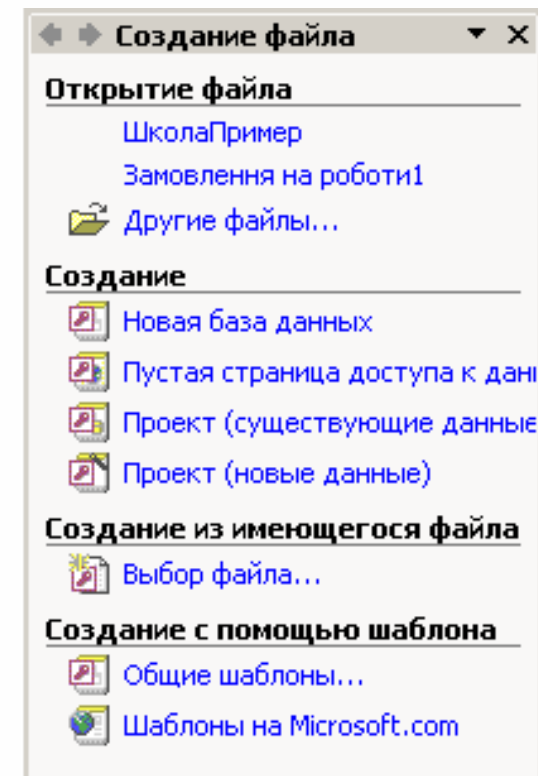 Создание файла
Открытие файла
ШколаПример
Замовлення на роботи1
Другие файлы...
Создание
Новая база данных
Пустая страница доступа к дан
Проект (существующие данные
Проект (новые данные)
Создание из имеющегося файла
Выбор файла...
Создание с помощью шаблона
Общие шаблоны...
Шаблоны на Microsoft.com